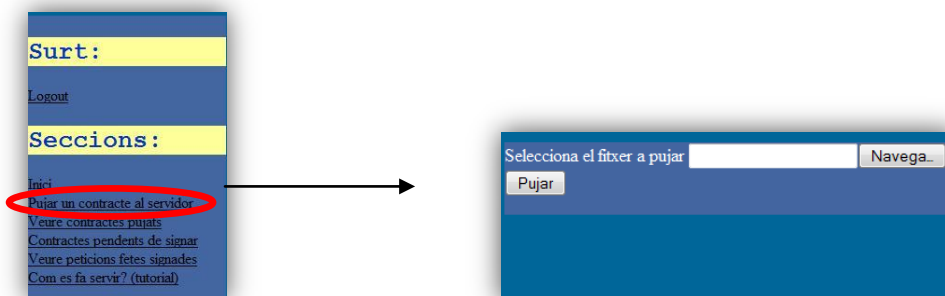 Surt:
Logout
Seccions:
Inici
Pujar un contracte al servidor
Veure contractes pujats
Contractes pendents de signar
Veure peticions fetes signades
Com es fa servir? (tutorial)
Selecciona el fitxer a pujar Navega...
Pujar